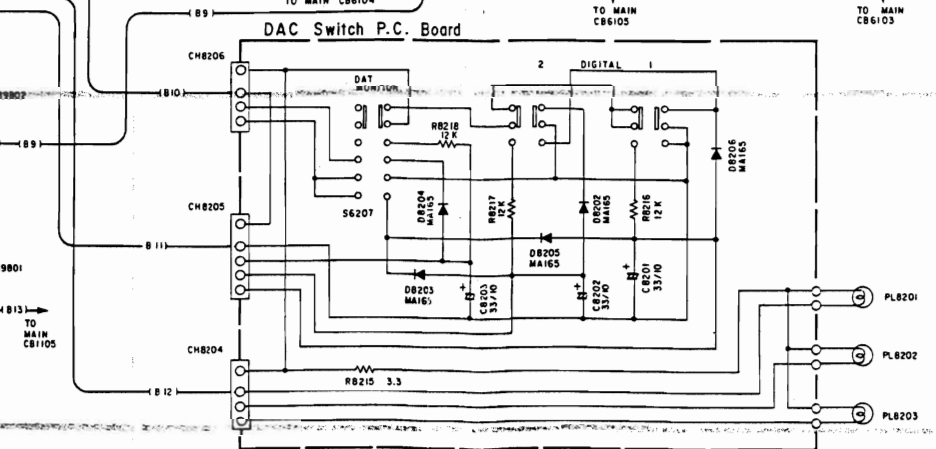 TO MAIN CB6104
(B9)
TO MAIN
CB6105
TO MAIN
CB6103
DAC Switch P.C. Board
CH8206
DAT
MONITOR
2 DIGITAL 1
(B10)
R8218
12K
(B9)
D8206
MA165
CH8205
S6207
D8204
MA165
R8217
12K
D8202
MA165
R8216
12K
B11)
D8205
MA165
9801
D8203
MA165
+
C8203
33/10
+
C8202
33/10
+
C8201
33/10
(B13)
TO
MAIN
CB1105
PL8201
CH8204
PL8202
R8215 3.3
(B12)
PL8203